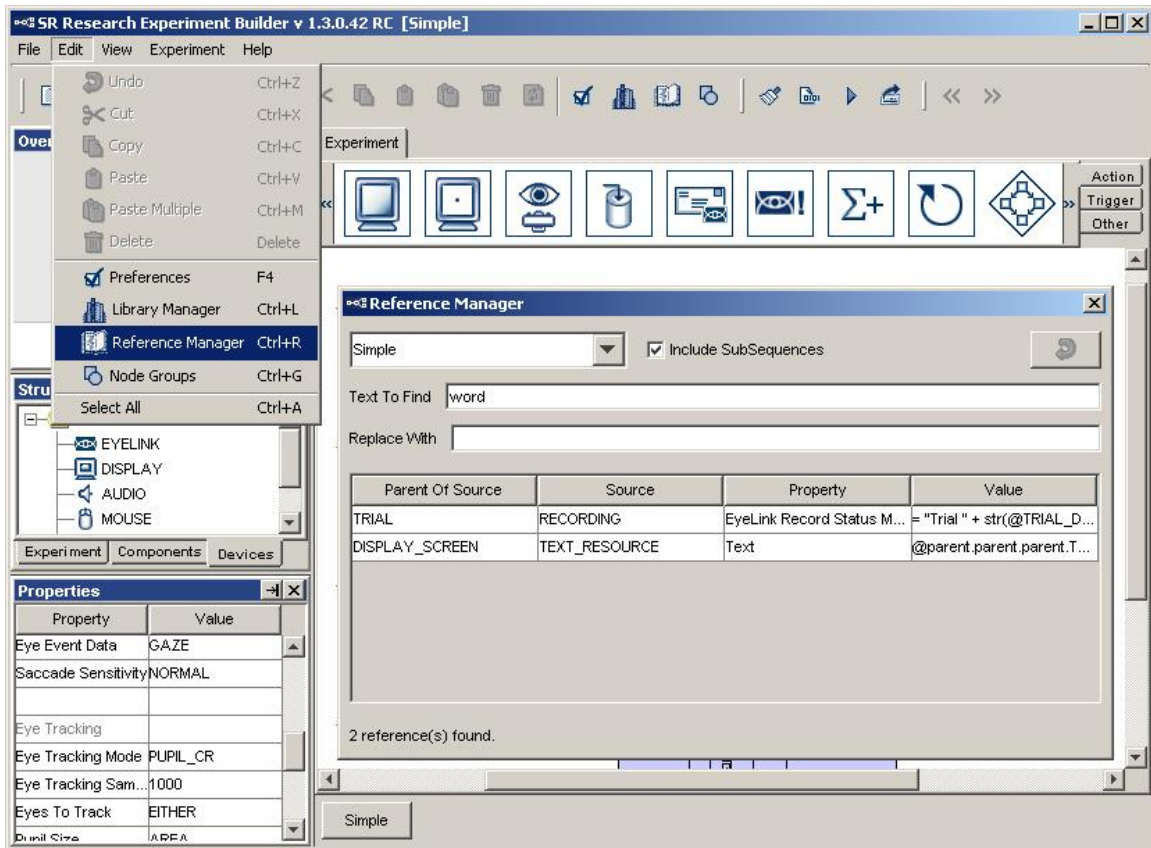 SR Research Experiment Builder v 1.3.0.42 RC [Simple]
File Edit View Experiment Help
Undo Ctrl+Z
Cut Ctrl+X
Copy Ctrl+C
Paste Ctrl+V
Paste Multiple Ctrl+M
Delete Delete
Preferences F4
Library Manager Ctrl+L
Reference Manager Ctrl+R
Node Groups Ctrl+G
Select All Ctrl+A
Over
Experiment
Action
Trigger
Other
Σ+
Reference Manager
Simple Include SubSequences
Text To Find word
Replace With
Parent Of Source Source Property Value
TRIAL RECORDING EyeLink Record Status M... = "Trial " + str(@TRIAL_D...
DISPLAY_SCREEN TEXT_RESOURCE Text @parent.parent.parent.T...
2 reference(s) found.
Stru
EYELINK
DISPLAY
AUDIO
MOUSE
Experiment Components Devices
Properties
Property Value
Eye Event Data GAZE
Saccade Sensitivity NORMAL
Eye Tracking
Eye Tracking Mode PUPIL_CR
Eye Tracking Sam... 1000
Eyes To Track EITHER
Pupil Size AREA
Simple